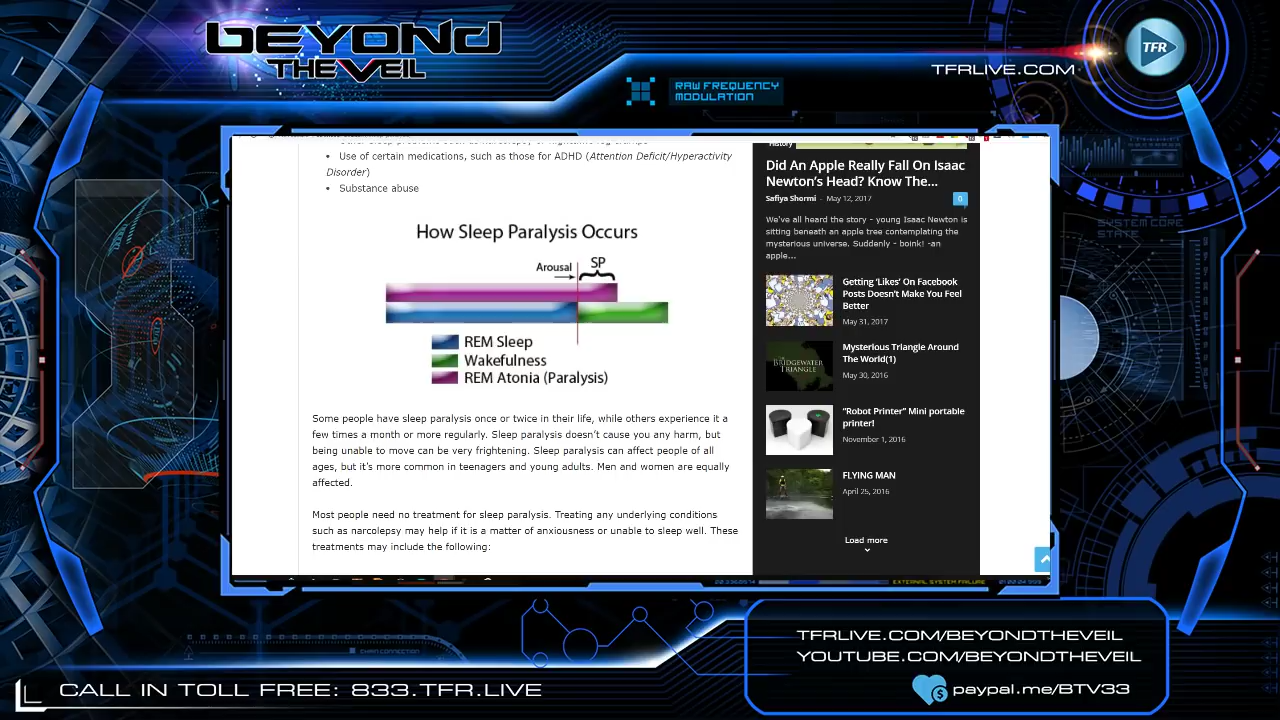 BEYOND
THE VEIL
TFRLIVE.COM
TFR
RAW FREQUENCY
MODULATION
• Use of certain medications, such as those for ADHD (Attention Deficit/Hyperactivity
Disorder)
• Substance abuse
How Sleep Paralysis Occurs
Arousal
SP
REM Sleep
Wakefulness
REM Atonia (Paralysis)
Some people have sleep paralysis once or twice in their life, while others experience it a
few times a month or more regularly. Sleep paralysis doesn't cause you any harm, but
being unable to move can be very frightening. Sleep paralysis can affect people of all
ages, but it's more common in teenagers and young adults. Men and women are equally
affected.
Most people need no treatment for sleep paralysis. Treating any underlying conditions
such as narcolepsy may help if it is a matter of anxiousness or unable to sleep well. These
treatments may include the following:
History
Did An Apple Really Fall On Isaac
Newton's Head? Know The...
Safiya Shormi - May 12, 2017
0
We've all heard the story - young Isaac Newton is
sitting beneath an apple tree contemplating the
mysterious universe. Suddenly - boink! -an
apple...
Getting 'Likes' On Facebook
Posts Doesn't Make You Feel
Better
May 31, 2017
BRIDGEWATER
TRIANGLE
Mysterious Triangle Around
The World(1)
May 30, 2016
"Robot Printer" Mini portable
printer!
November 1, 2016
FLYING MAN
April 25, 2016
Load more
SYSTEM CORE
STATE
EXTERNAL SYSTEM FAILURE
CHAIN CONNECTION
TFRLIVE.COM/BEYONDTHEVEIL
YOUTUBE.COM/BEYONDTHEVEIL
paypal.me/BTV33
CALL IN TOLL FREE: 833.TFR.LIVE